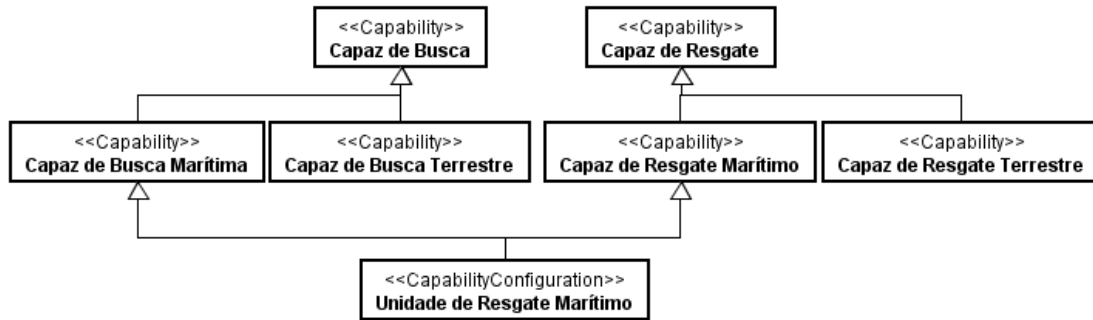 <<Capability>>
Capaz de Busca
<<Capability>>
Capaz de Resgate
<<Capability>>
Capaz de Busca Marítima
<<Capability>>
Capaz de Busca Terrestre
<<Capability>>
Capaz de Resgate Marítimo
<<Capability>>
Capaz de Resgate Terrestre
<<CapabilityConfiguration>>
Unidade de Resgate Marítimo